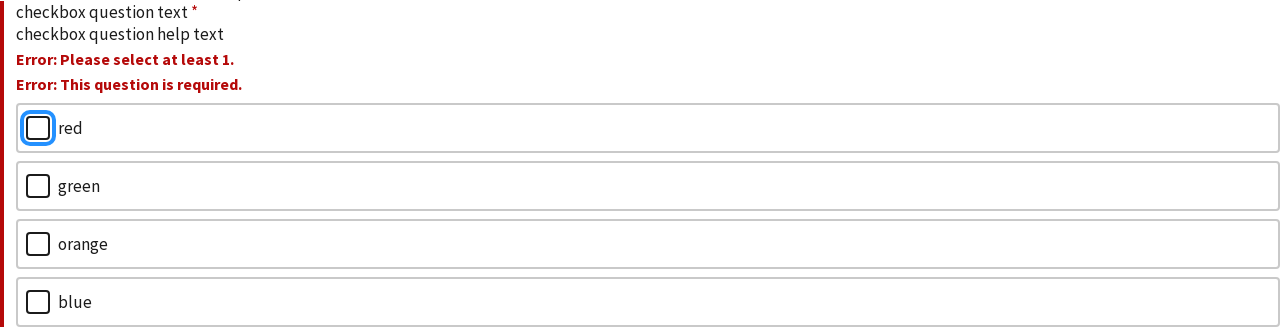 checkbox question text *
checkbox question help text
Error: Please select at least 1.
Error: This question is required.
red
green
orange
blue